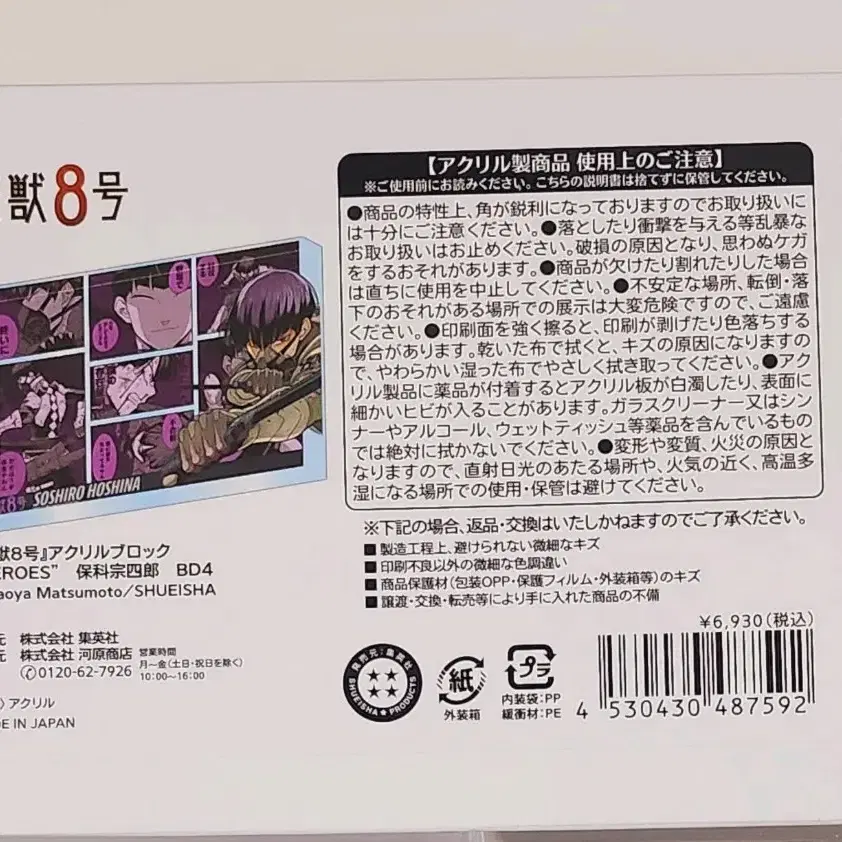 獣8号
【アクリル製商品 使用上のご注意】
※ご使用前にお読みください。こちらの説明書は捨てずに保管してください。
●商品の特性上、角が鋭利になっておりますのでお取り扱いに
は十分にご注意ください。●落としたり衝撃を与える等乱暴な
お取り扱いはお止めください。破損の原因となり、思わぬケガ
をするおそれがあります。●商品が欠けたり割れたりした場合
は直ちに使用を中止してください。●不安定な場所、転倒・落
下のおそれがある場所での展示は大変危険ですので、ご遠慮
ください。●印刷面を強く擦ると、印刷が剥げたり色落ちする
場合があります。乾いた布で拭くと、キズの原因になりますの
で、やわらかい湿った布でやさしく拭き取ってください。●アク
リル製品に薬品が付着するとアクリル板が白濁したり、表面に
細かいヒビが入ることがあります。ガラスクリーナー又はシン
ナーやアルコール、ウェットティッシュ等薬品を含んでいるもの
では絶対に拭かないでください。●変形や変質、火災の原因と
なりますので、直射日光のあたる場所や、火気の近く、高温多
湿になる場所での使用・保管は避けてください。
※下記の場合、返品・交換はいたしかねますのでご了承ください。
■製造工程上、避けられない微細なキズ
■印刷不良以外の微細な色調違い
■商品保護材(包装OPP・保護フィルム・外装箱等)のキズ
■譲渡・交換・転売等により手に入れた商品の不備
獣8号 SOSHIRO HOSHINA
獣8号』アクリルブロック
EROES” 保科宗四郎 BD4
aoya Matsumoto/SHUEISHA
元 株式会社 集英社
元 株式会社 河原商店
0120-62-7926
営業時間
月～金(土日・祝日を除く)
10:00～16:00
) アクリル
DE IN JAPAN
発売元:集英社
SHUEISHA PRODUCTS
紙
外装箱
プラ
内装袋:PP
緩衝材:PE
¥6,930(税込)
4 530430 487592